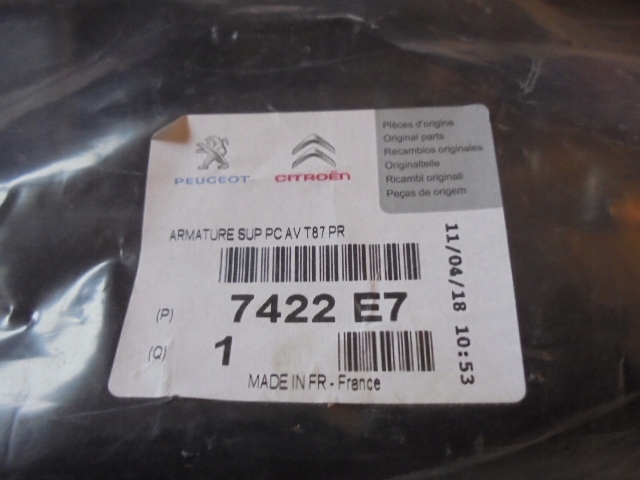 PEUGEOT
CITROËN
Pièces d'origine
Original parts
Recambios originales
Originalteile
Ricambi originali
Peças de origem
ARMATURE SUP PC AV T87 PR
(P) 7422 E7
(Q) 1
MADE IN FR - France
11/04/18 10:53